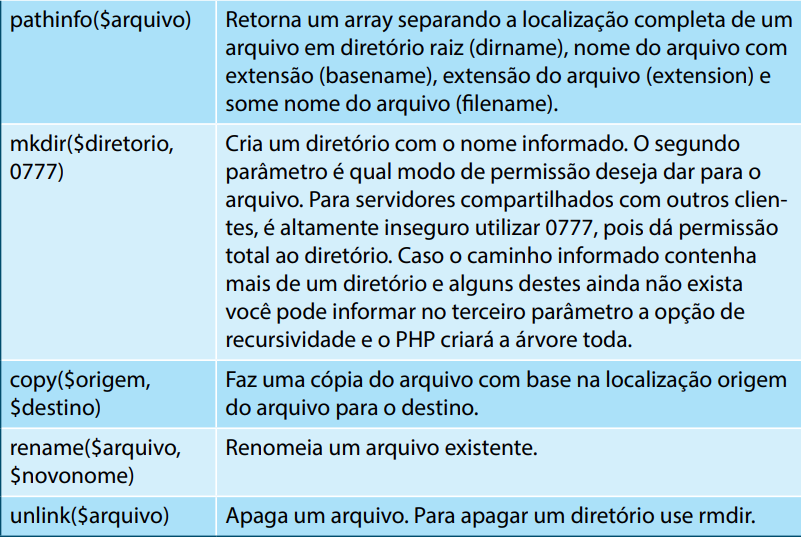 pathinfo($arquivo)
Retorna um array separando a localização completa de um
arquivo em diretório raiz (dirname), nome do arquivo com
extensão (basename), extensão do arquivo (extension) e
some nome do arquivo (filename).
mkdir($diretorio,
0777)
Cria um diretório com o nome informado. O segundo
parâmetro é qual modo de permissão deseja dar para o
arquivo. Para servidores compartilhados com outros clien-
tes, é altamente inseguro utilizar 0777, pois dá permissão
total ao diretório. Caso o caminho informado contenha
mais de um diretório e alguns destes ainda não exista
você pode informar no terceiro parâmetro a opção de
recursividade e o PHP criará a árvore toda.
copy($origem,
$destino)
Faz uma cópia do arquivo com base na localização origem
do arquivo para o destino.
rename($arquivo,
$novonome)
Renomeia um arquivo existente.
unlink($arquivo)
Apaga um arquivo. Para apagar um diretório use rmdir.